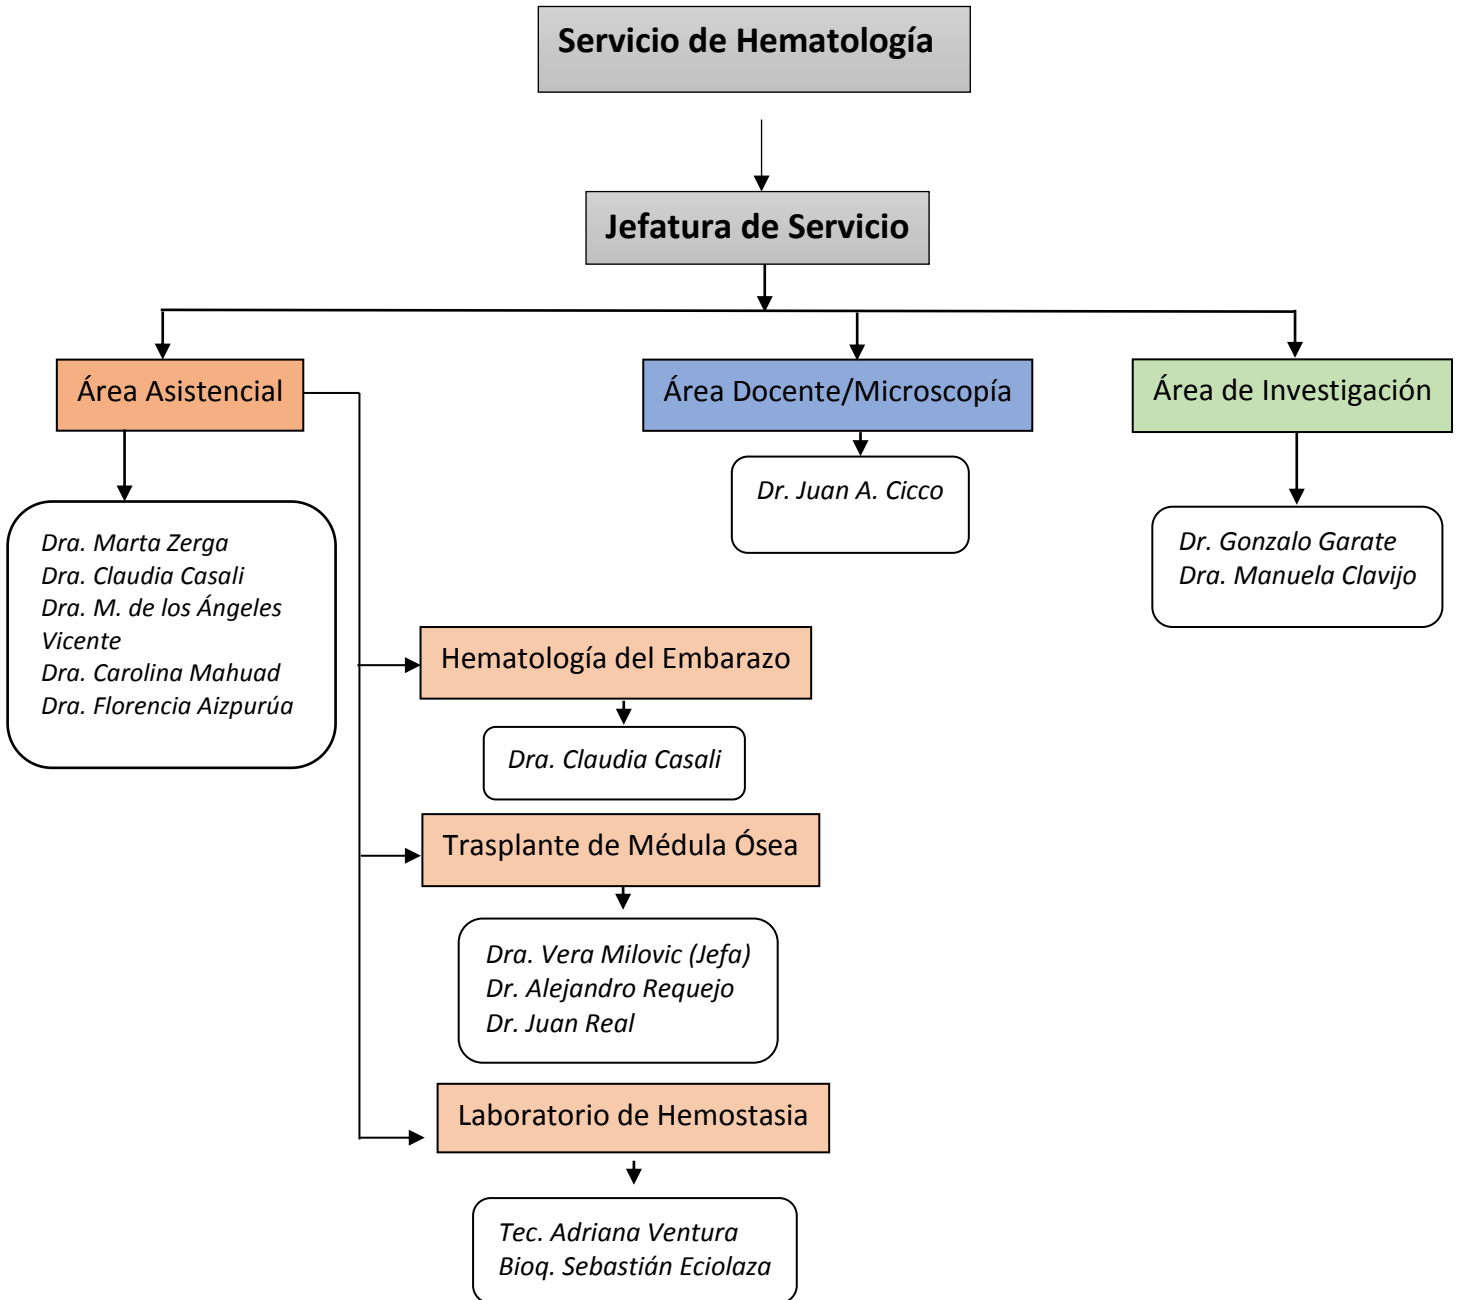 Servicio de Hematología
Jefatura de Servicio
Área Asistencial
Área Docente/Microscopía
Área de Investigación
Dr. Juan A. Cicco
Dra. Marta Zerga
Dra. Claudia Casali
Dra. M. de los Ángeles
Vicente
Dra. Carolina Mahuad
Dra. Florencia Aizpurúa
Dr. Gonzalo Garate
Dra. Manuela Clavijo
Hematología del Embarazo
Dra. Claudia Casali
Trasplante de Médula Ósea
Dra. Vera Milovic (Jefa)
Dr. Alejandro Requejo
Dr. Juan Real
Laboratorio de Hemostasia
Tec. Adriana Ventura
Bioq. Sebastián Eciolaza